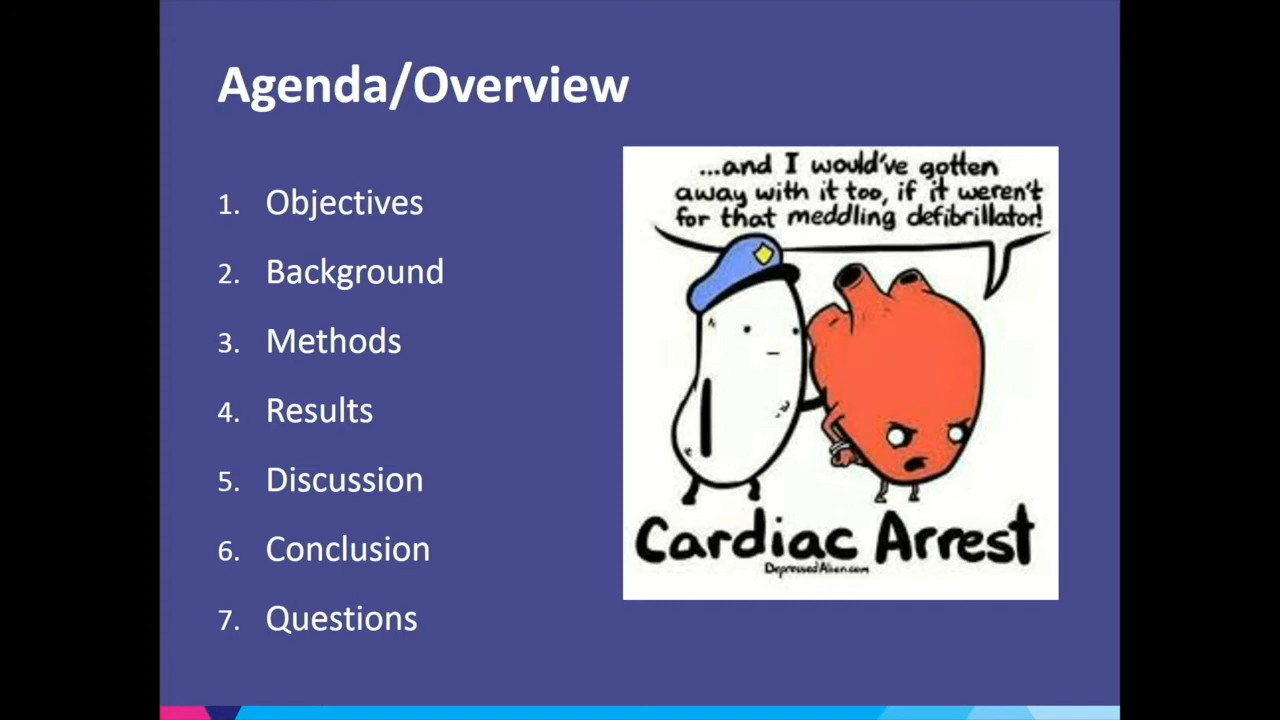 Agenda/Overview
1. Objectives
2. Background
3. Methods
4. Results
5. Discussion
6. Conclusion
7. Questions
...and I would've gotten
away with it too, if it weren't
for that meddling defibrillator!
Cardiac Arrest
DepressedAlien.com